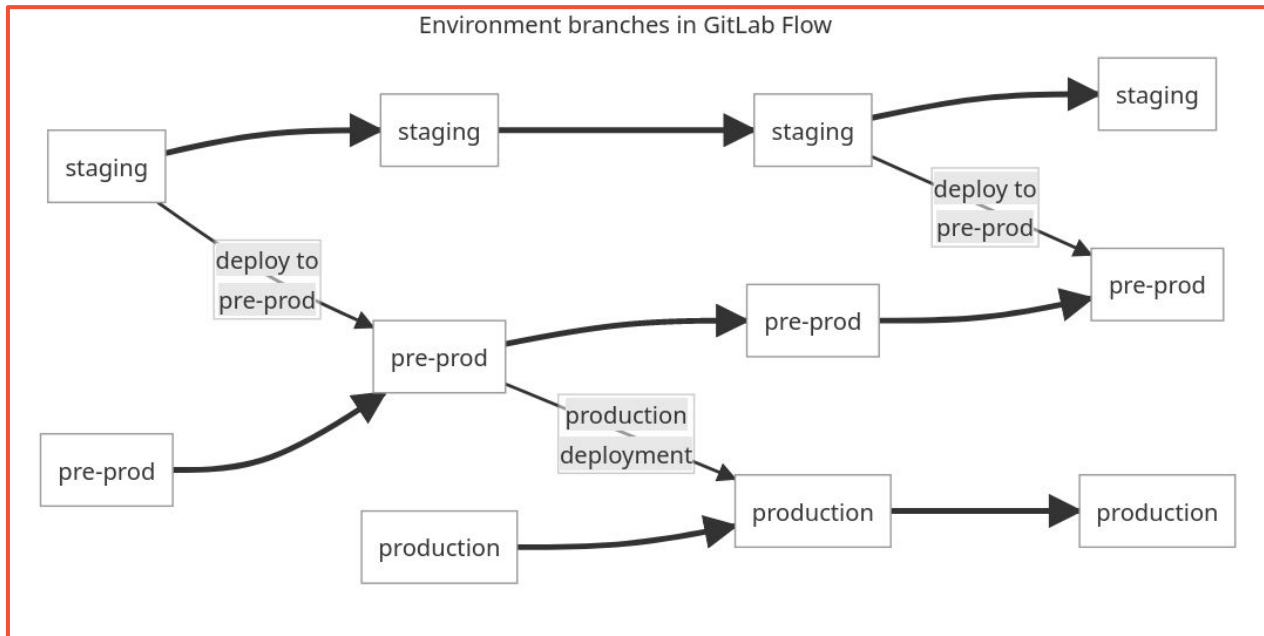 Environment branches in GitLab Flow
staging
staging
staging
staging
deploy to
pre-prod
deploy to
pre-prod
pre-prod
pre-prod
pre-prod
production
deployment
pre-prod
production
production
production